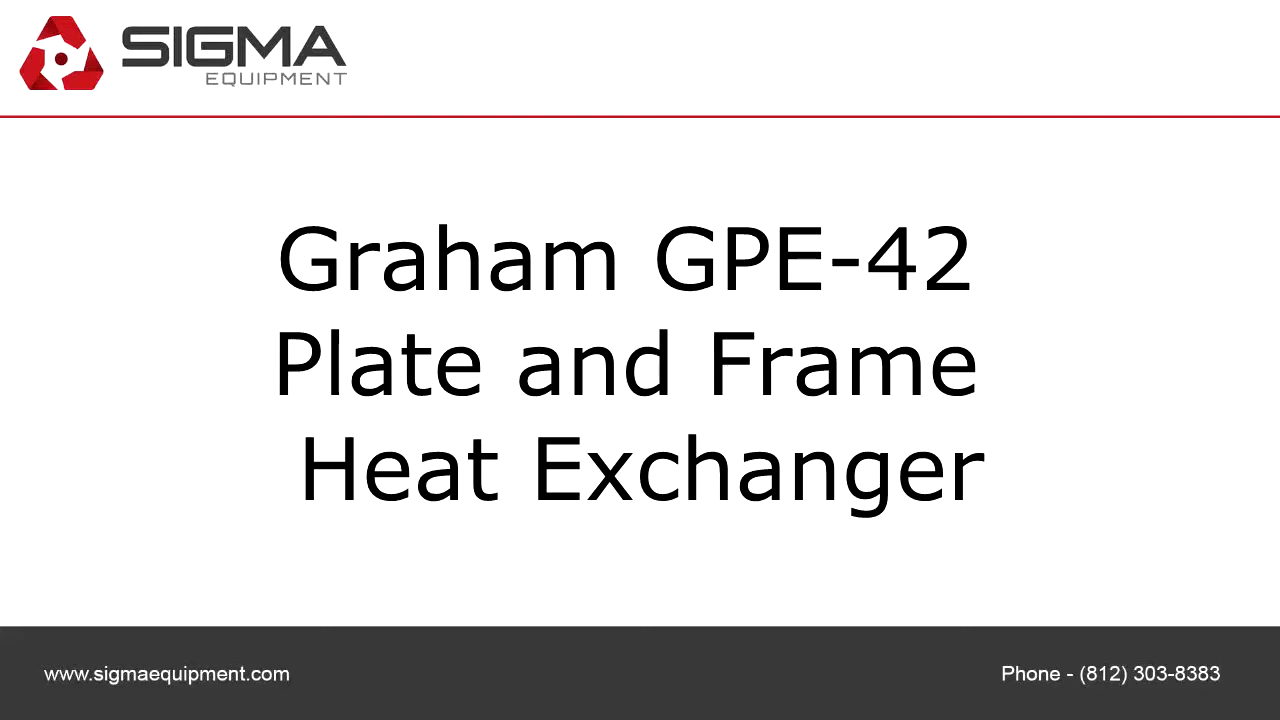 SIGMA
EQUIPMENT
Graham GPE-42
Plate and Frame
Heat Exchanger
www.sigmaequipment.com
Phone - (812) 303-8383